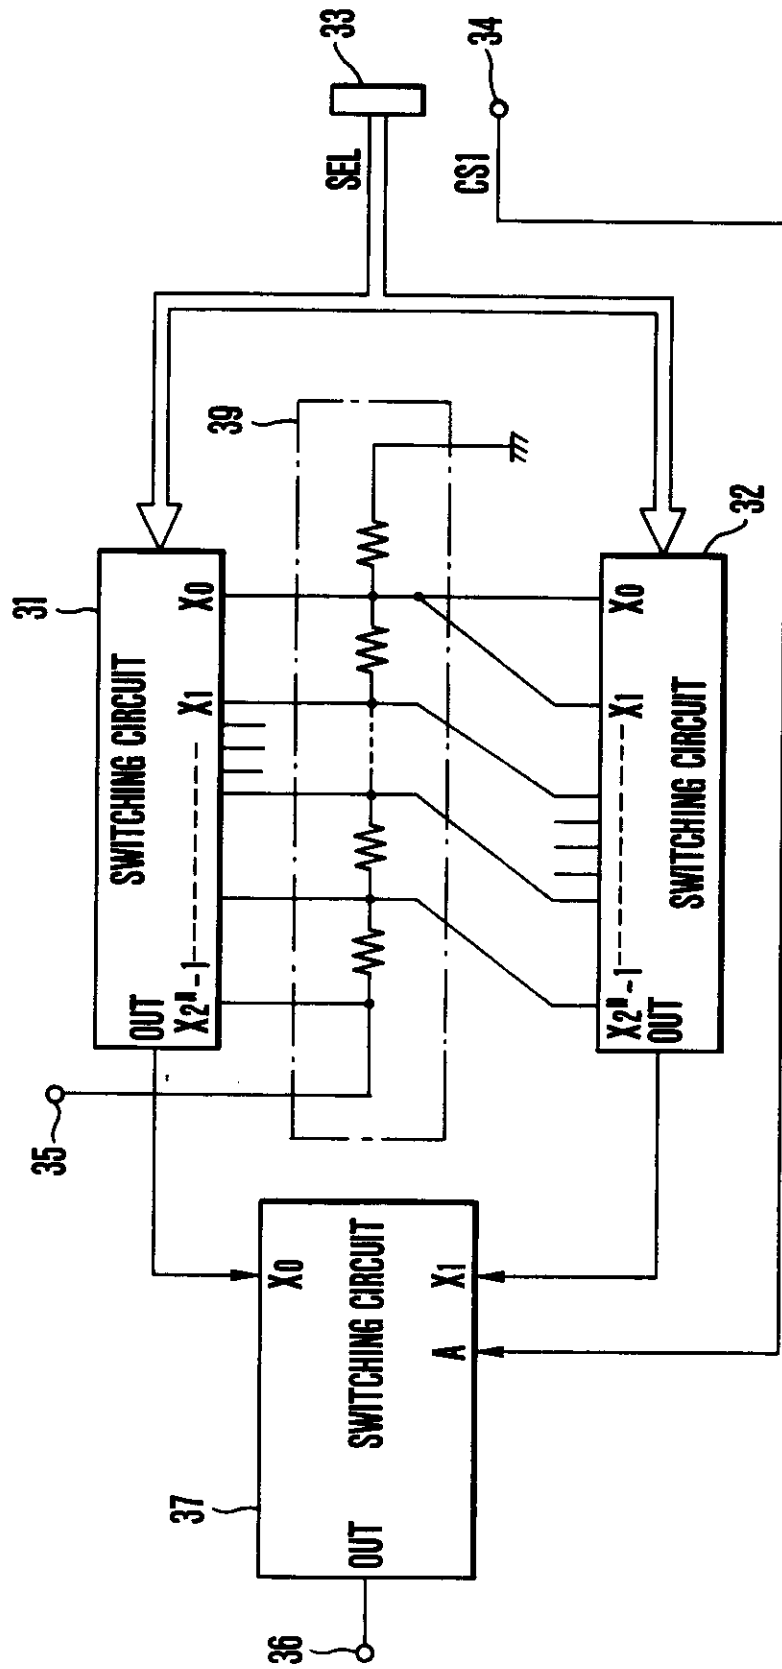 33
34
SEL
CS1
39
31
32
X0
X1
SWITCHING CIRCUIT
X2ᴺ-1
OUT
X0
X1
SWITCHING CIRCUIT
X2ᴺ-1
OUT
35
37
X0
X1
A
SWITCHING CIRCUIT
OUT
36